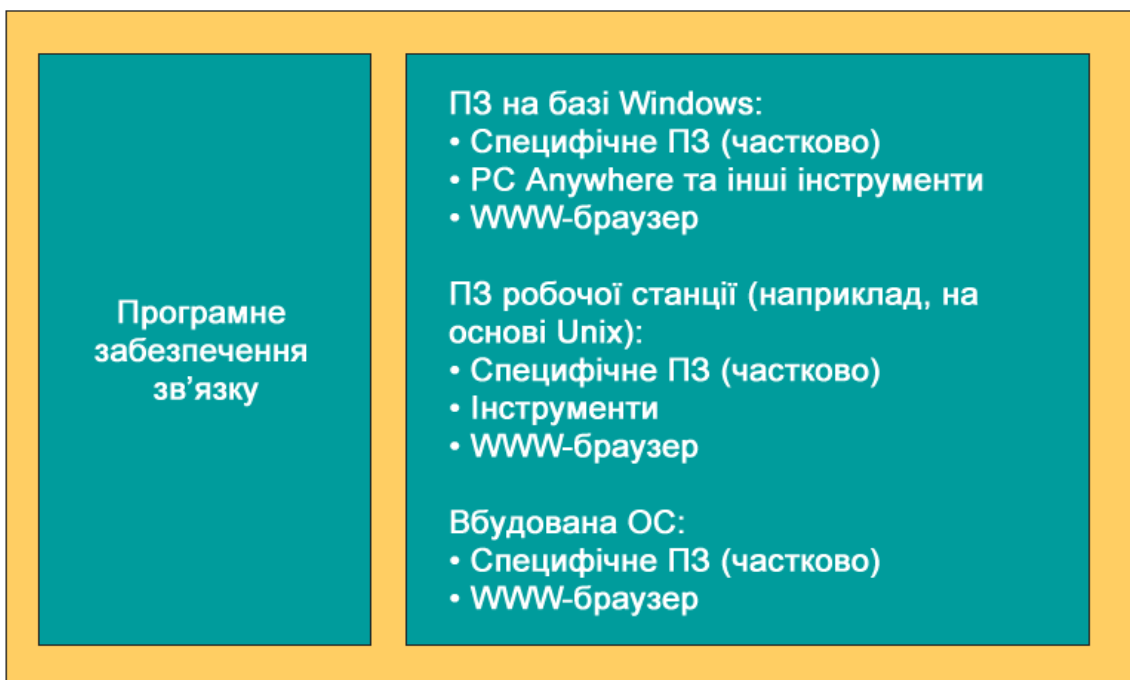 Програмне
забезпечення
зв’язку
ПЗ на базі Windows:
• Специфічне ПЗ (частково)
• PC Anywhere та інші інструменти
• WWW-браузер
ПЗ робочої станції (наприклад, на
основі Unix):
• Специфічне ПЗ (частково)
• Інструменти
• WWW-браузер
Вбудована ОС:
• Специфічне ПЗ (частково)
• WWW-браузер